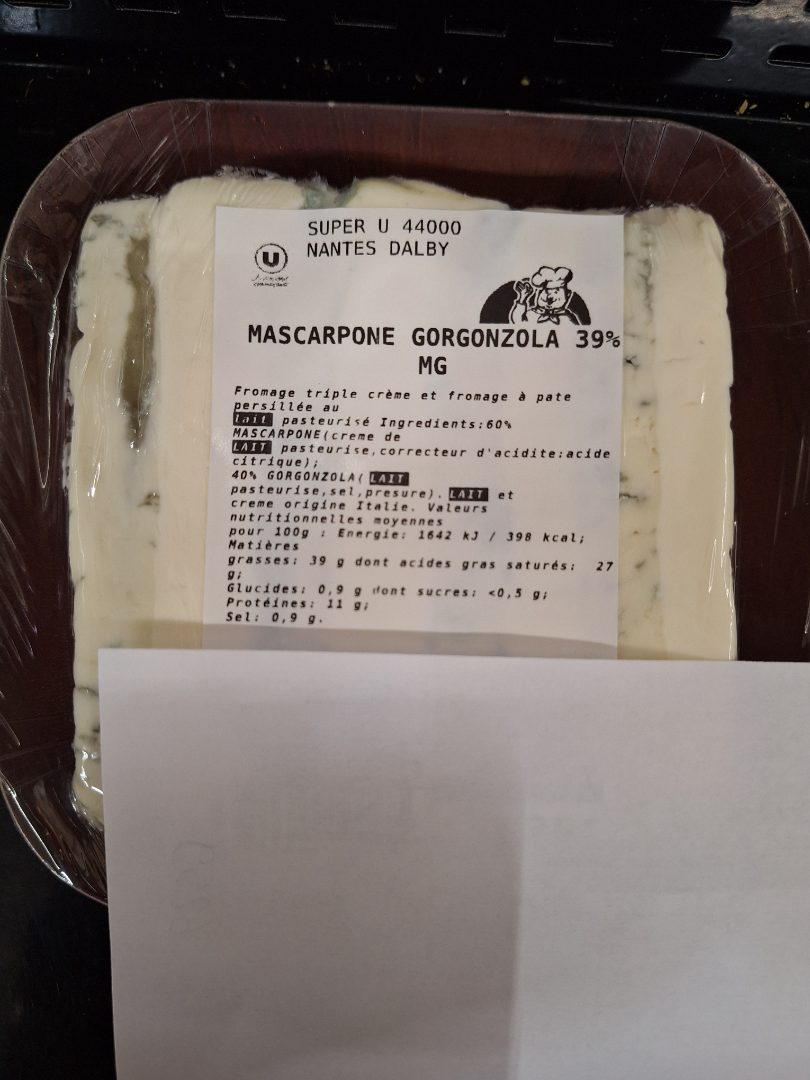 SUPER U 44000
NANTES DALBY
U
MASCARPONE GORGONZOLA 39%
MG
Fromage triple crème et fromage à pate
persillée au
lait pasteurisé Ingredients:60%
MASCARPONE(creme de
LAIT pasteurise,correcteur d'acidite:acide
citrique);
40% GORGONZOLA(LAIT
pasteurise,sel,presure). LAIT et
creme origine Italie. Valeurs
nutritionnelles moyennes
pour 100g : Energie: 1642 kJ / 398 kcal;
Matières
grasses: 39 g dont acides gras saturés: 27
g;
Glucides: 0,9 g dont sucres: <0,5 g;
Protéines: 11 g;
Sel: 0,9 g.